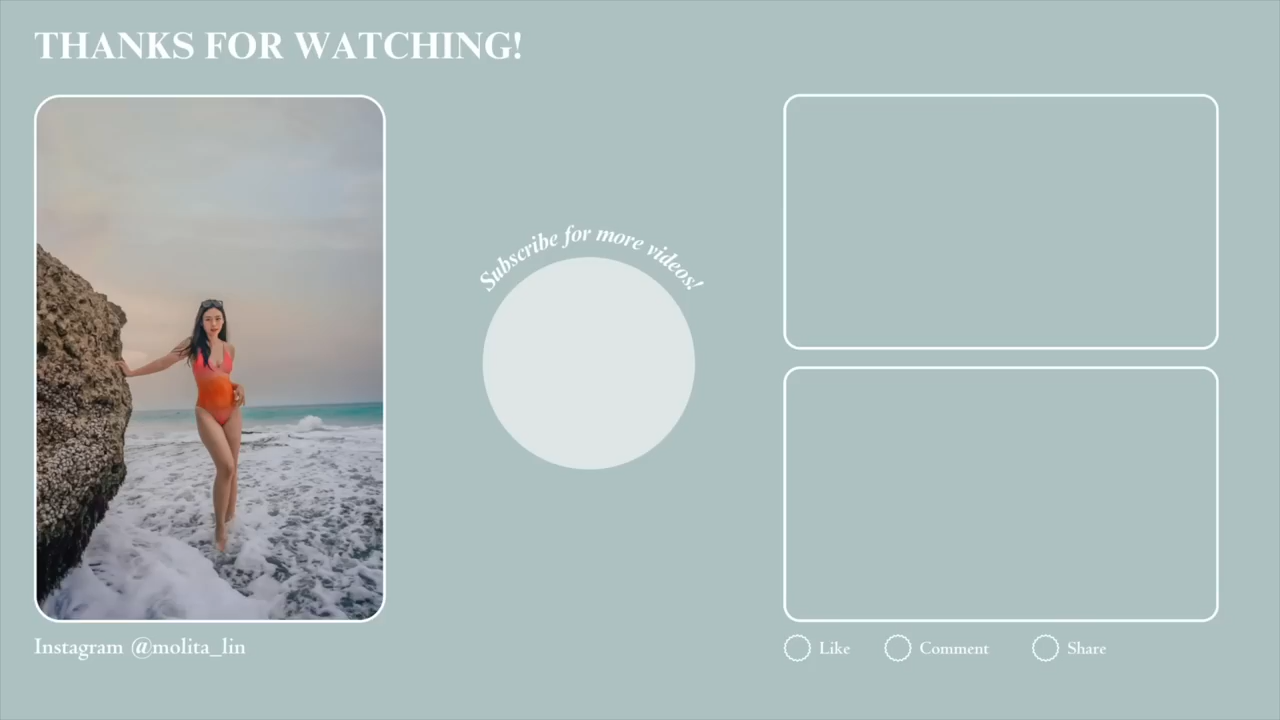 THANKS FOR WATCHING!
Subscribe for more videos!
Instagram @molita_lin
Like
Comment
Share